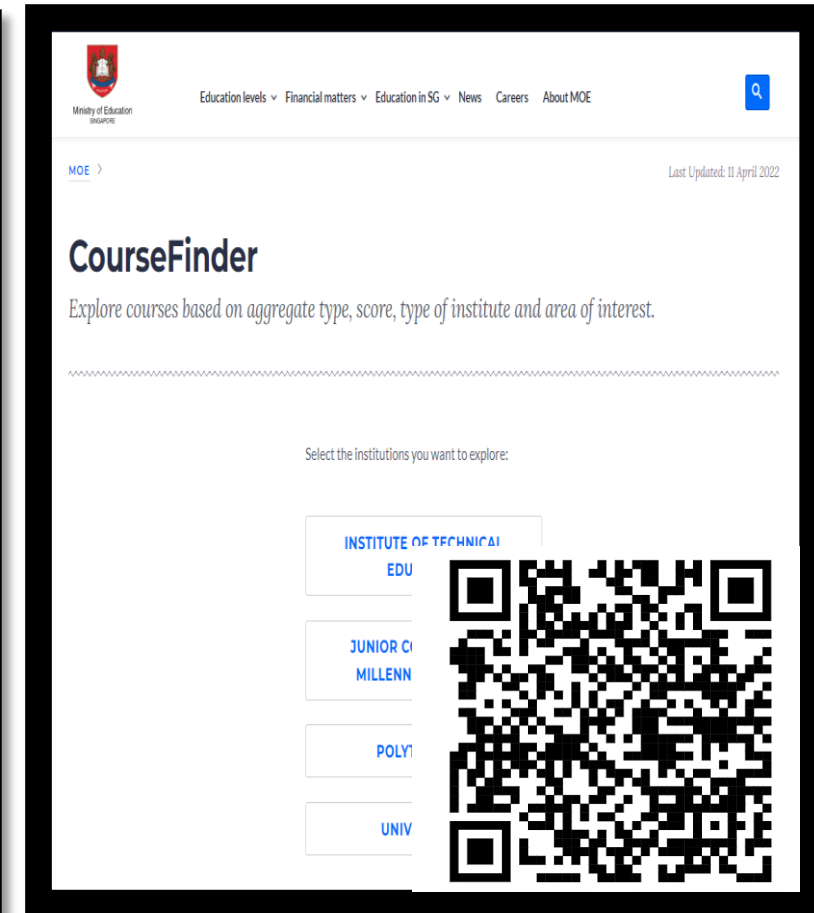 Ministry of Education
SINGAPORE
Education levels Financial matters Education in SG News Careers About MOE
MOE
Last Updated: 11 April 2022
CourseFinder
Explore courses based on aggregate type, score, type of institute and area of interest.
Select the institutions you want to explore:
INSTITUTE OF TECHNICAL
EDU
JUNIOR
MILLENN
POLY
UNIV